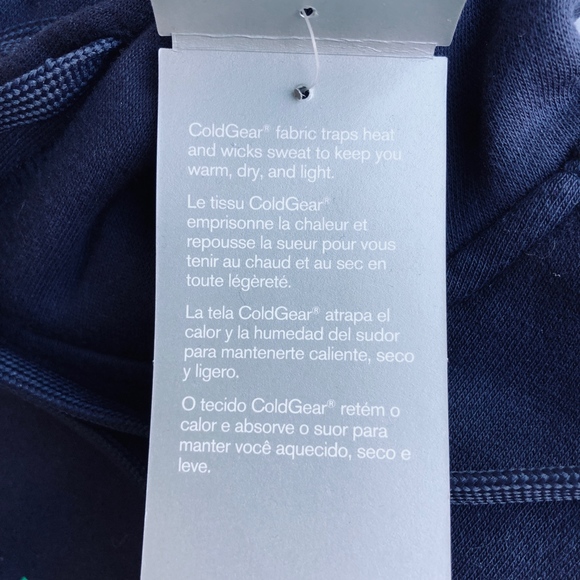 ColdGear® fabric traps heat
and wicks sweat to keep you
warm, dry, and light.
Le tissu ColdGear®
emprisonne la chaleur et
repousse la sueur pour vous
tenir au chaud et au sec en
toute légèreté.
La tela ColdGear® atrapa el
calor y la humedad del sudor
para mantenerte caliente, seco
y ligero.
O tecido ColdGear® retém o
calor e absorve o suor para
manter você aquecido, seco e
leve.